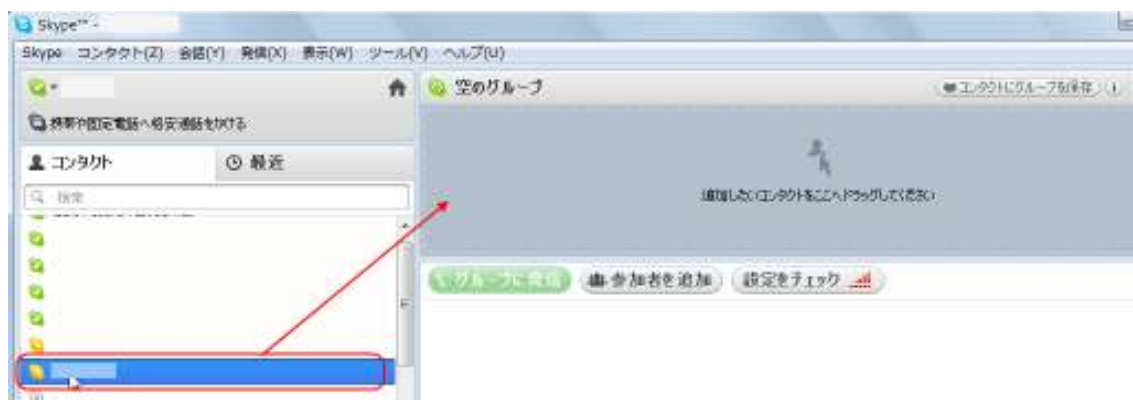 Skype™ -
Skype コンタクト(Z) 会話(Y) 発信(X) 表示(W) ツール(V) ヘルプ(U)
空のグループ
コンタクトにグループを保存
携帯や固定電話へ格安通話をかける
コンタクト
最近
検索
追加したいコンタクトをここへドラッグしてください
グループに発信
参加者を追加
設定をチェック